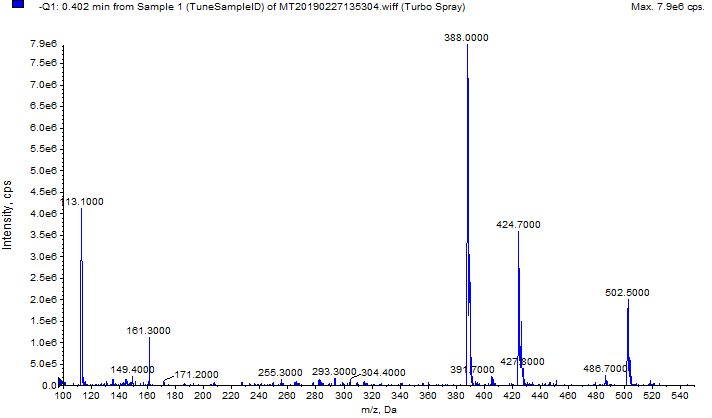 -Q1: 0.402 min from Sample 1 (TuneSampleID) of MT20190227135304.wiff (Turbo Spray) Max. 7.9e6 cps.
388.0000
7.9e6
7.5e6
7.0e6
6.5e6
6.0e6
5.5e6
5.0e6
4.5e6
113.1000
4.0e6
424.7000
3.5e6
3.0e6
2.5e6
502.5000
2.0e6
161.3000
1.5e6
1.0e6
5.0e5
149.4000 171.2000 255.3000 293.3000 304.4000 391.7000 427.3000 486.7000
0.0
100 120 140 160 180 200 220 240 260 280 300 320 340 360 380 400 420 440 460 480 500 520 540
m/z, Da
Intensity, cps